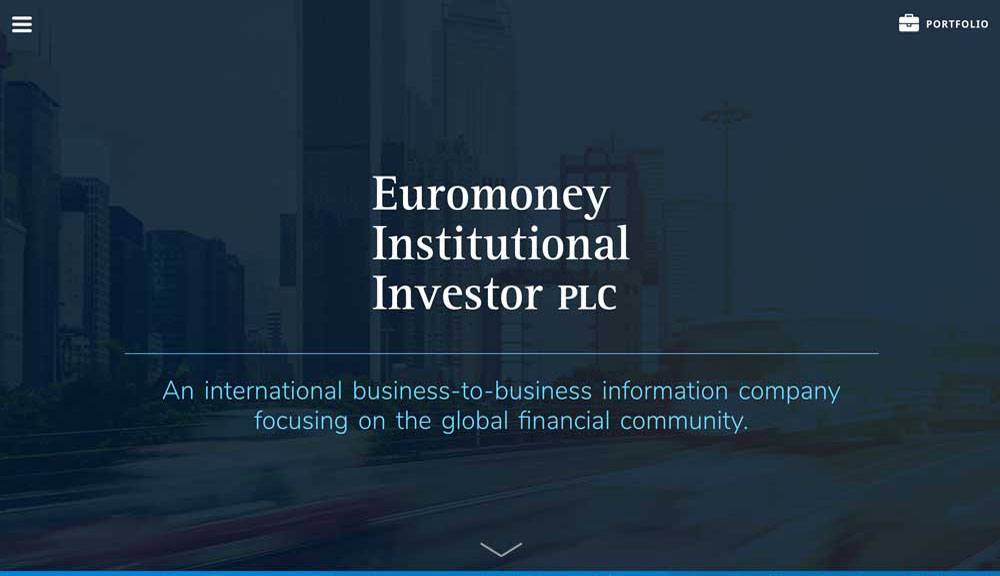 PORTFOLIO
Euromoney
Institutional
Investor PLC
An international business-to-business information company
focusing on the global financial community.